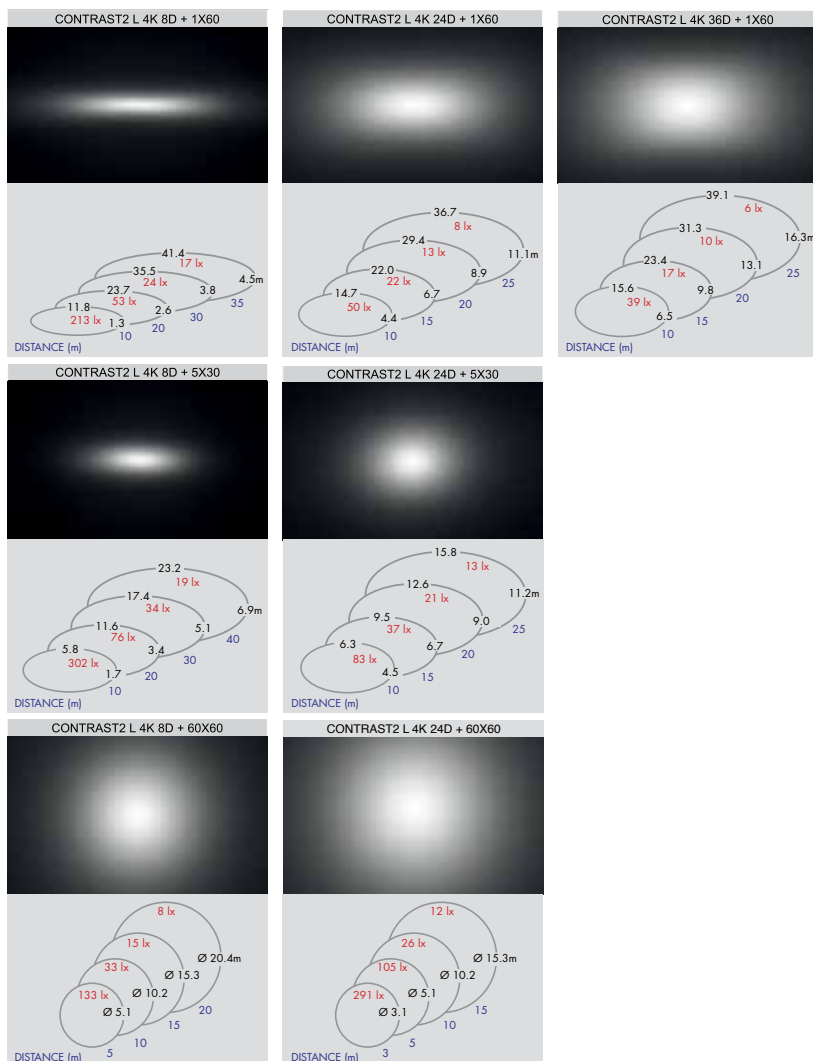 CONTRAST2 L 4K 8D + 1X60
41.4
17 lx
4.5m
35.5
24 lx
3.8
35
23.7
53 lx
2.6
30
11.8
213 lx
1.3
20
10
DISTANCE (m)
CONTRAST2 L 4K 24D + 1X60
36.7
8 lx
11.1m
29.4
13 lx
8.9
25
22.0
22 lx
6.7
20
14.7
50 lx
4.4
15
10
DISTANCE (m)
CONTRAST2 L 4K 36D + 1X60
39.1
6 lx
16.3m
31.3
10 lx
13.1
25
23.4
17 lx
9.8
20
15.6
39 lx
6.5
15
10
DISTANCE (m)
CONTRAST2 L 4K 8D + 5X30
23.2
19 lx
6.9m
17.4
34 lx
5.1
40
11.6
76 lx
3.4
30
5.8
302 lx
1.7
20
10
DISTANCE (m)
CONTRAST2 L 4K 24D + 5X30
15.8
13 lx
11.2m
12.6
21 lx
9.0
25
9.5
37 lx
6.7
20
6.3
83 lx
4.5
15
10
DISTANCE (m)
CONTRAST2 L 4K 8D + 60X60
8 lx
Ø 20.4m
15 lx
Ø 15.3
20
33 lx
Ø 10.2
15
133 lx
Ø 5.1
10
5
DISTANCE (m)
CONTRAST2 L 4K 24D + 60X60
12 lx
Ø 15.3m
26 lx
Ø 10.2
15
105 lx
Ø 5.1
10
291 lx
Ø 3.1
5
3
DISTANCE (m)